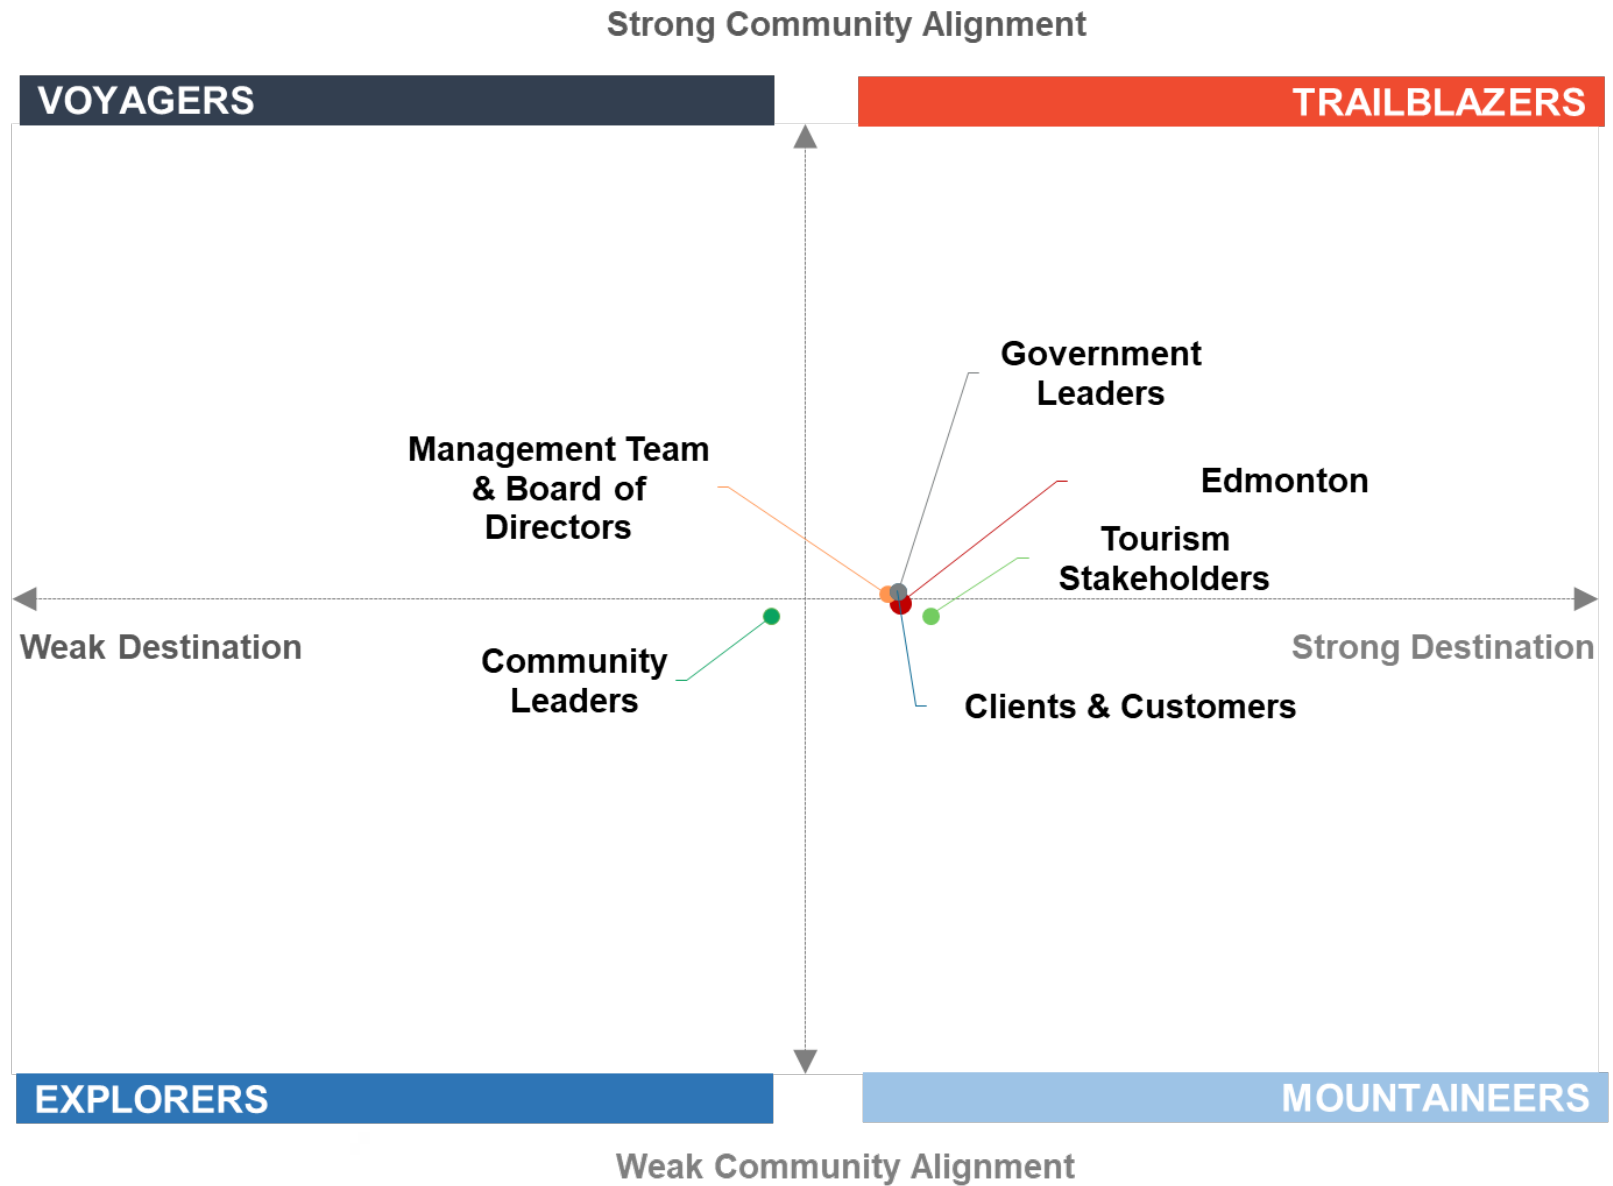 Strong Community Alignment
VOYAGERS
TRAILBLAZERS
Government
Leaders
Management Team
& Board of
Directors
Edmonton
Tourism
Stakeholders
Weak Destination
Strong Destination
Community
Leaders
Clients & Customers
EXPLORERS
MOUNTAINEERS
Weak Community Alignment